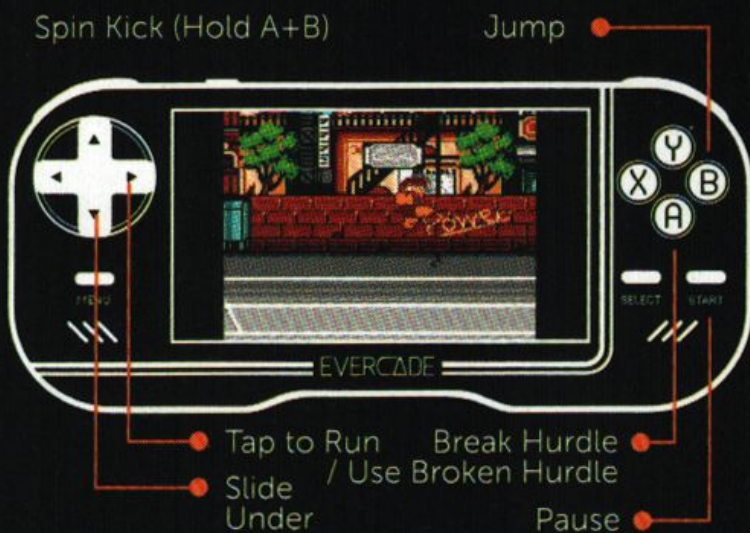 Spin Kick (Hold A+B)
Jump
Y
X
B
A
POWER
MENU
SELECT
START
EVERCADE
Tap to Run
Break Hurdle
/ Use Broken Hurdle
Slide
Under
Pause